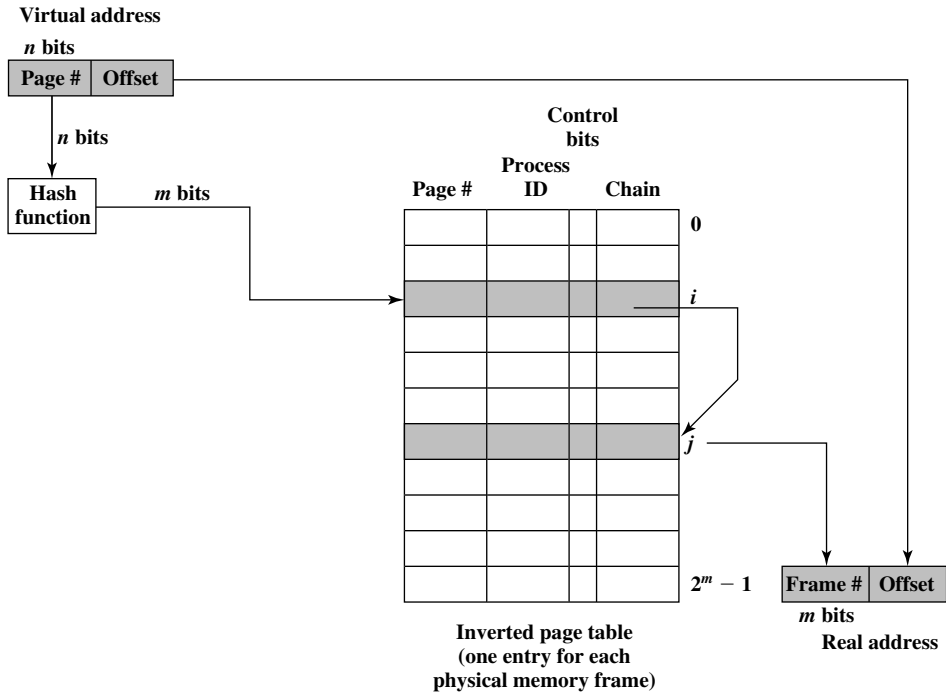 Virtual address
n bits
Page # Offset
n bits
Hash
function
m bits
Control
bits
Process
Page # ID Chain
0
i
j
2^m − 1
Frame # Offset
m bits
Real address
Inverted page table
(one entry for each
physical memory frame)